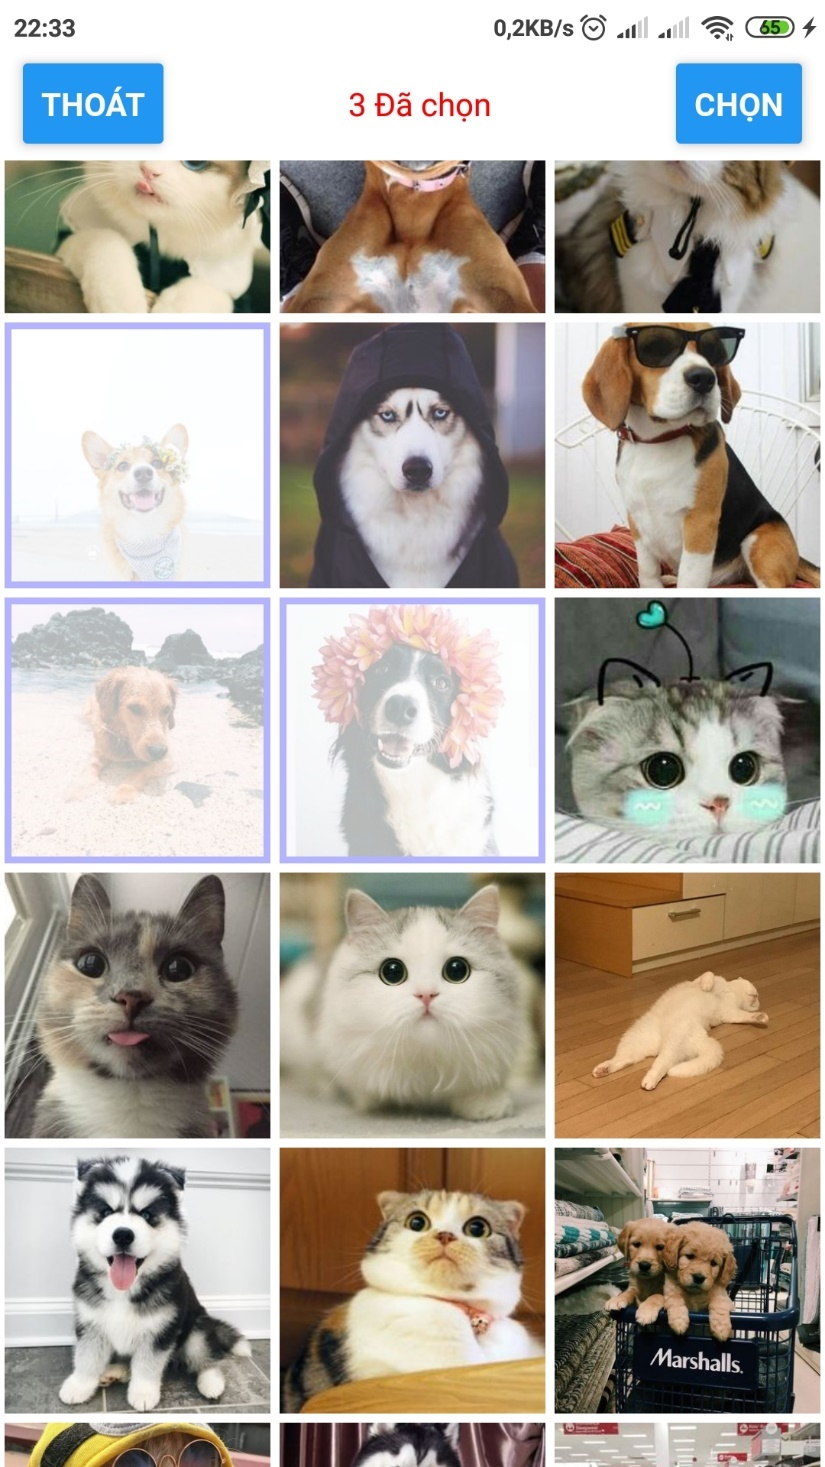 22:33
0,2KB/s
65
THOÁT
3 Đã chọn
CHỌN
Marshalls.